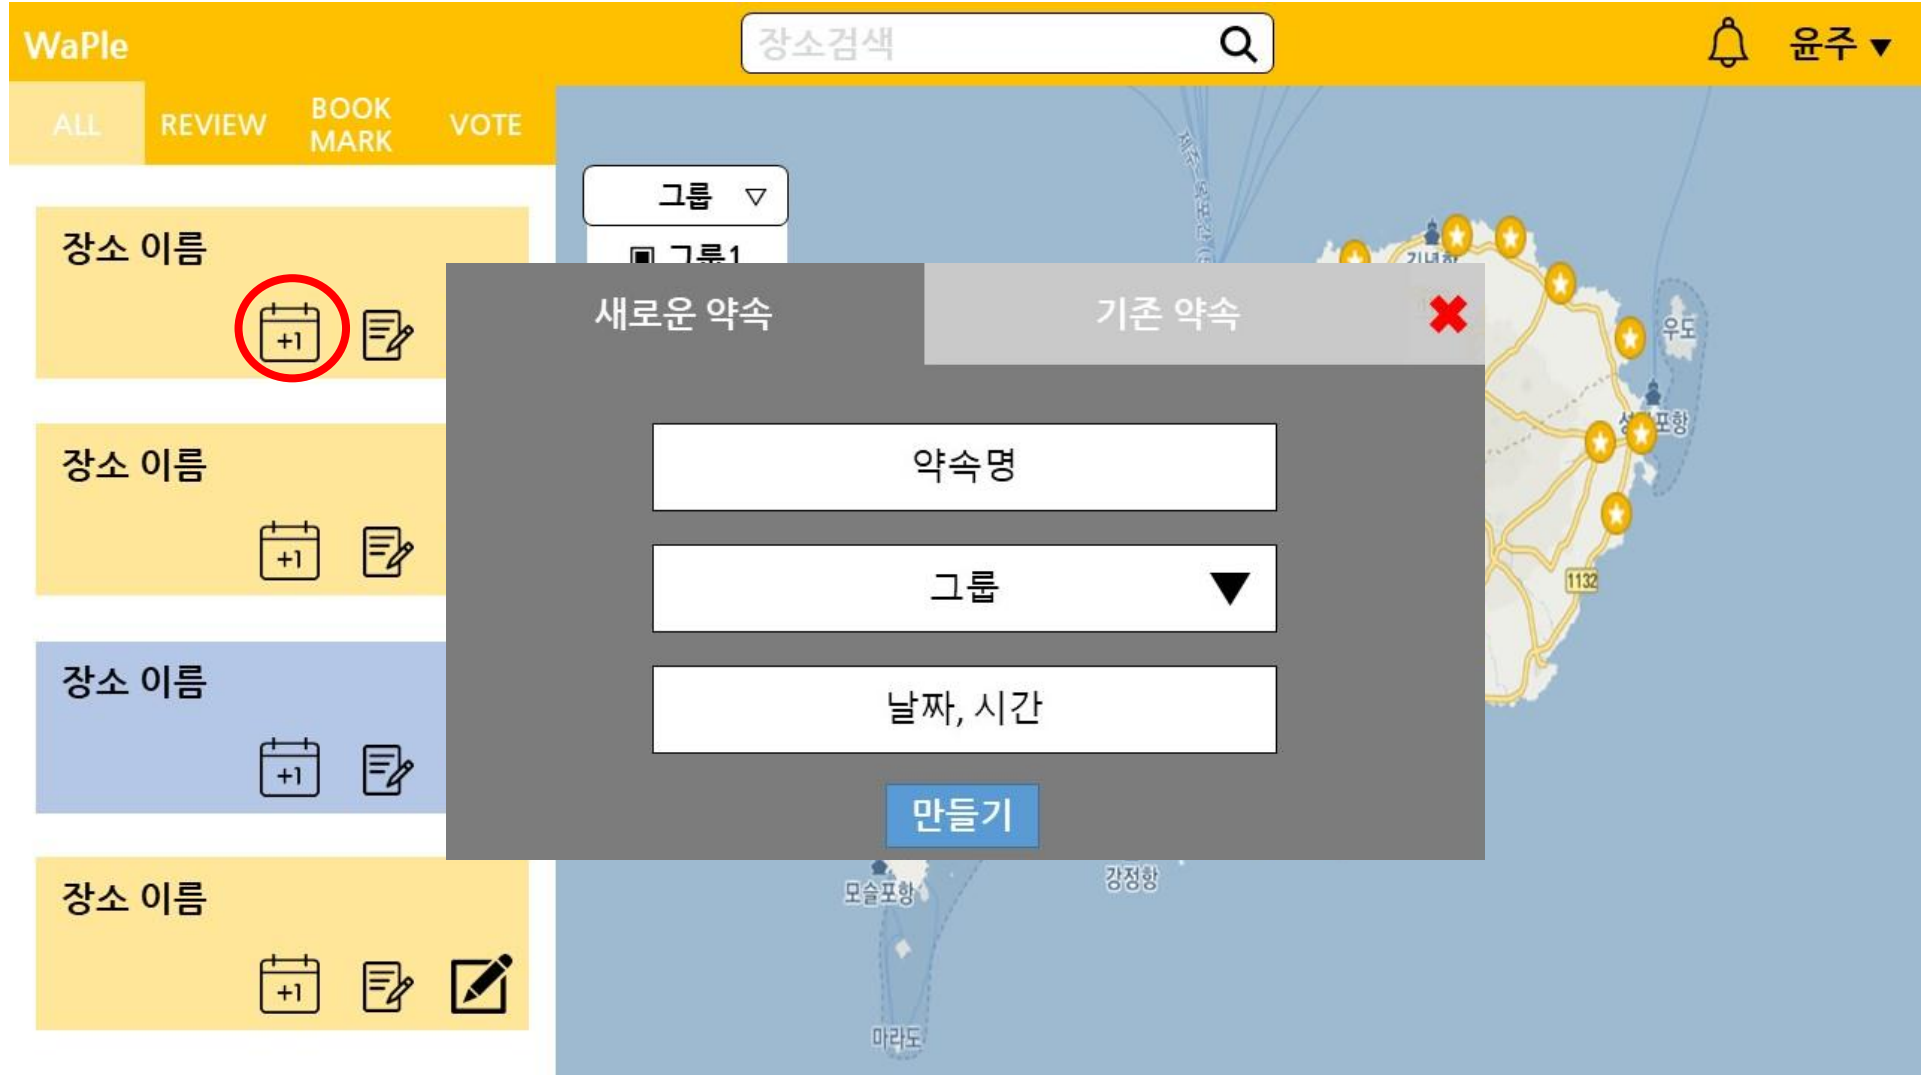 WaPle
장소검색
윤주 ▼
ALL
REVIEW
BOOK
MARK
VOTE
그룹 ▽
▣ 그룹1
장소 이름
+1
장소 이름
+1
장소 이름
+1
장소 이름
+1
새로운 약속
기존 약속
약속명
그룹 ▼
날짜, 시간
만들기
우도
1132
모슬포항
강정항
마라도